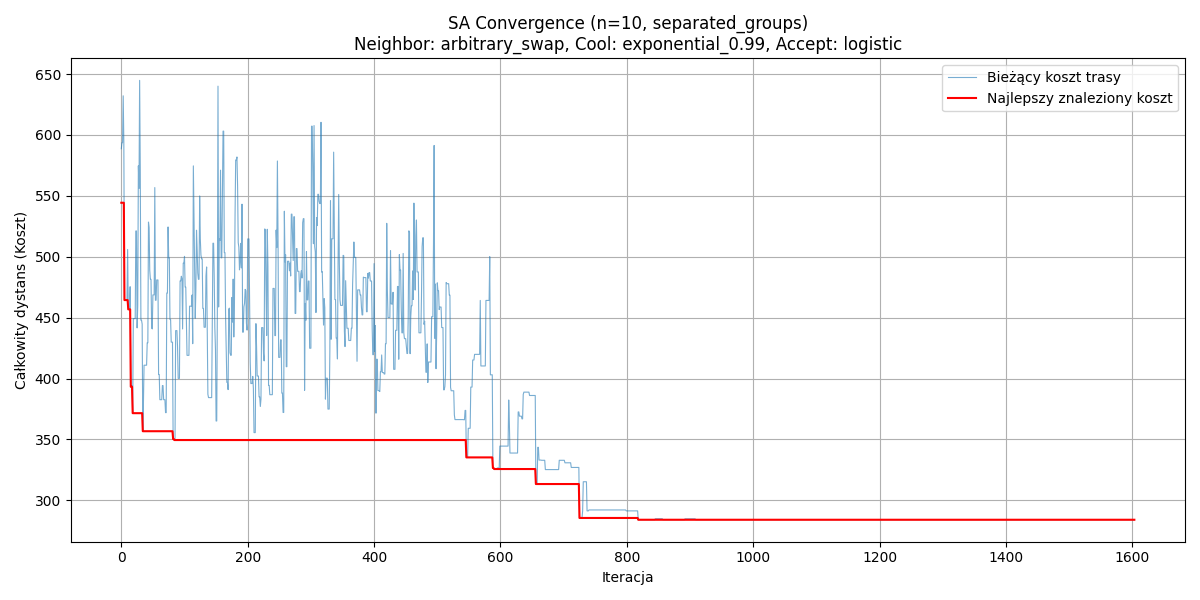 SA Convergence (n=10, separated_groups)
Neighbor: arbitrary_swap, Cool: exponential_0.99, Accept: logistic
Bieżący koszt trasy
Najlepszy znaleziony koszt
Całkowity dystans (Koszt)
650
600
550
500
450
400
350
300
0 200 400 600 800 1000 1200 1400 1600
Iteracja